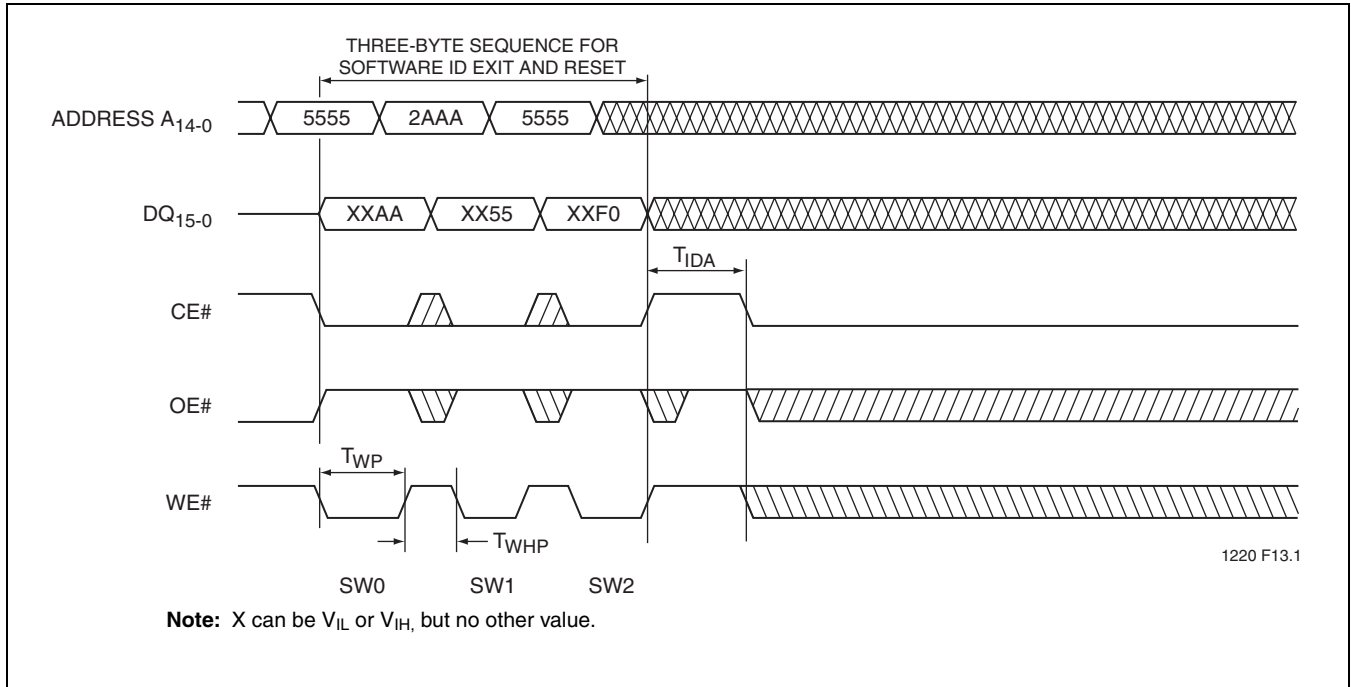 THREE-BYTE SEQUENCE FOR
SOFTWARE ID EXIT AND RESET
ADDRESS A14-0
5555
2AAA
5555
DQ15-0
XXAA
XX55
XXF0
TIDA
CE#
OE#
TWP
WE#
TWHP
1220 F13.1
SW0
SW1
SW2
Note: X can be VIL or VIH, but no other value.